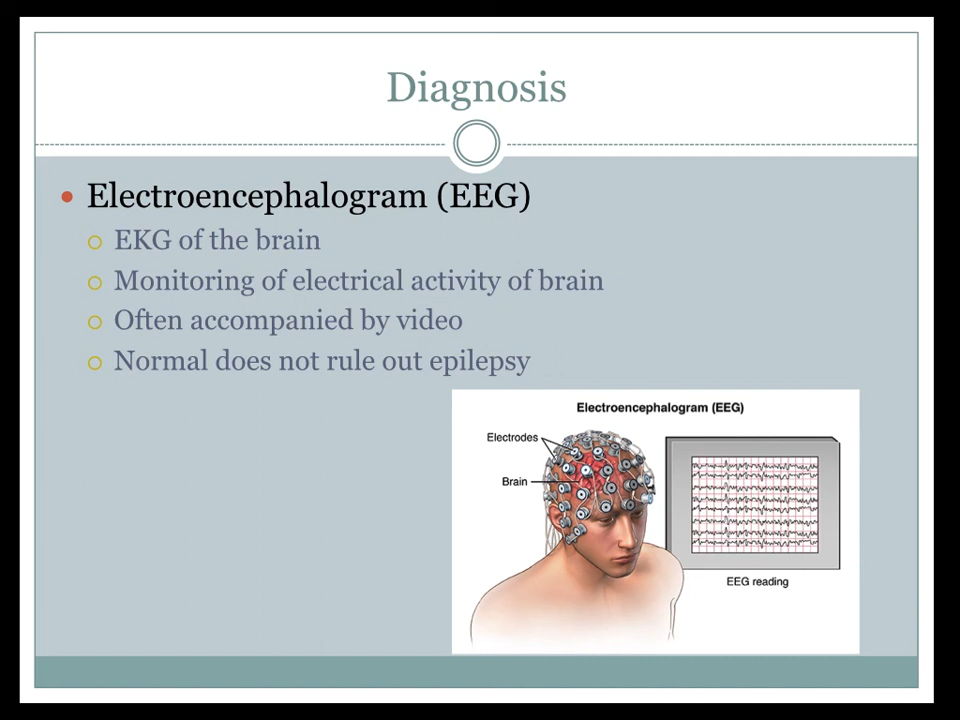 Diagnosis
Electroencephalogram (EEG)
EKG of the brain
Monitoring of electrical activity of brain
Often accompanied by video
Normal does not rule out epilepsy
Electroencephalogram (EEG)
Electrodes
Brain
EEG reading